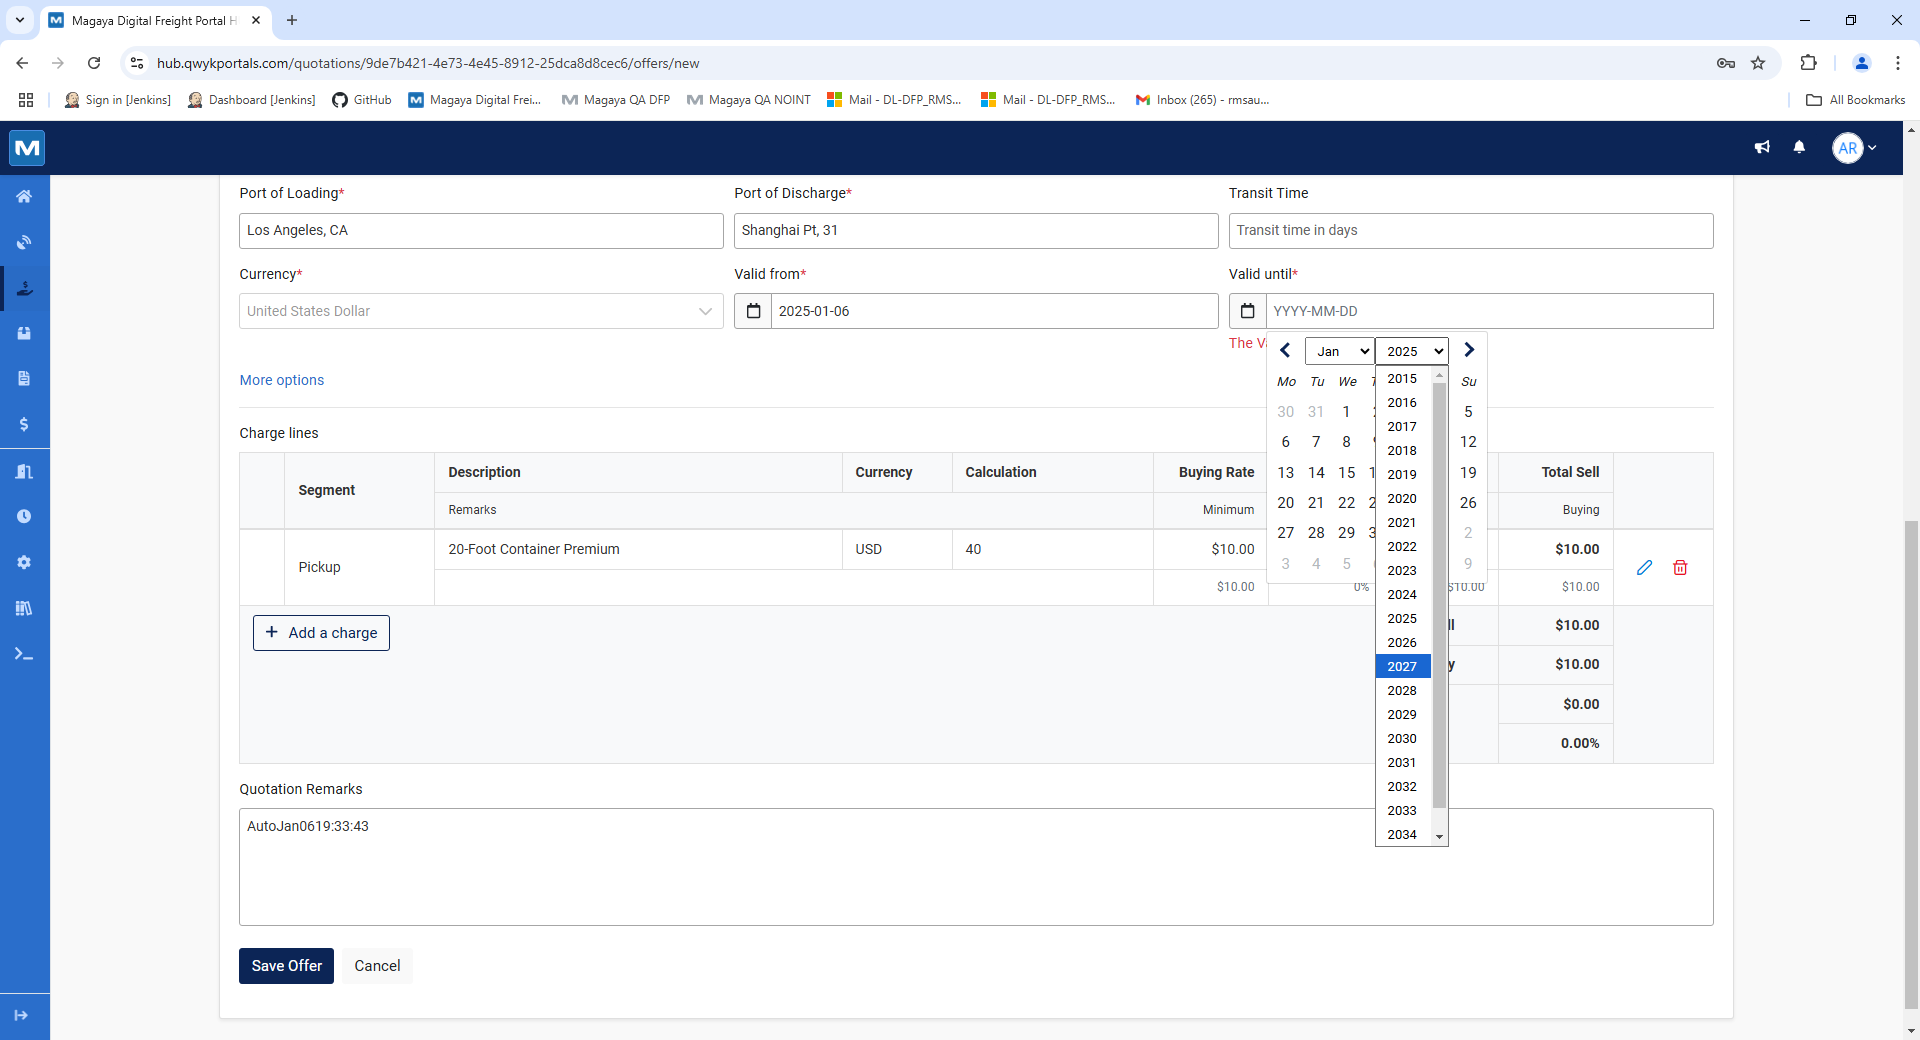 Magaya Digital Freight Portal H
hub.qwykportals.com/quotations/9de7b421-4e73-4e45-8912-25dca8d8cec6/offers/new
Sign in [Jenkins]
Dashboard [Jenkins]
GitHub
Magaya Digital Frei...
Magaya QA DFP
Magaya QA NOINT
Mail - DL-DFP_RMS...
Mail - DL-DFP_RMS...
Inbox (265) - rmsau...
All Bookmarks
AR
Port of Loading*
Port of Discharge*
Transit Time
Los Angeles, CA
Shanghai Pt, 31
Transit time in days
Currency*
Valid from*
Valid until*
United States Dollar
2025-01-06
YYYY-MM-DD
The
Jan
2025
Mo Tu We Su
30 31 1 5
6 7 8 12
13 14 15 19
20 21 22 26
27 28 29 2
3 4 5 9
2015
2016
2017
2018
2019
2020
2021
2022
2023
2024
2025
2026
2027
2028
2029
2030
2031
2032
2033
2034
More options
Charge lines
Segment
Description
Currency
Calculation
Buying Rate
Total Sell
Remarks
Minimum
Buying
Pickup
20-Foot Container Premium
USD
40
$10.00
$10.00
$10.00
0%
$10.00
$10.00
Add a charge
$10.00
$10.00
$0.00
0.00%
Quotation Remarks
AutoJan0619:33:43
Save Offer
Cancel